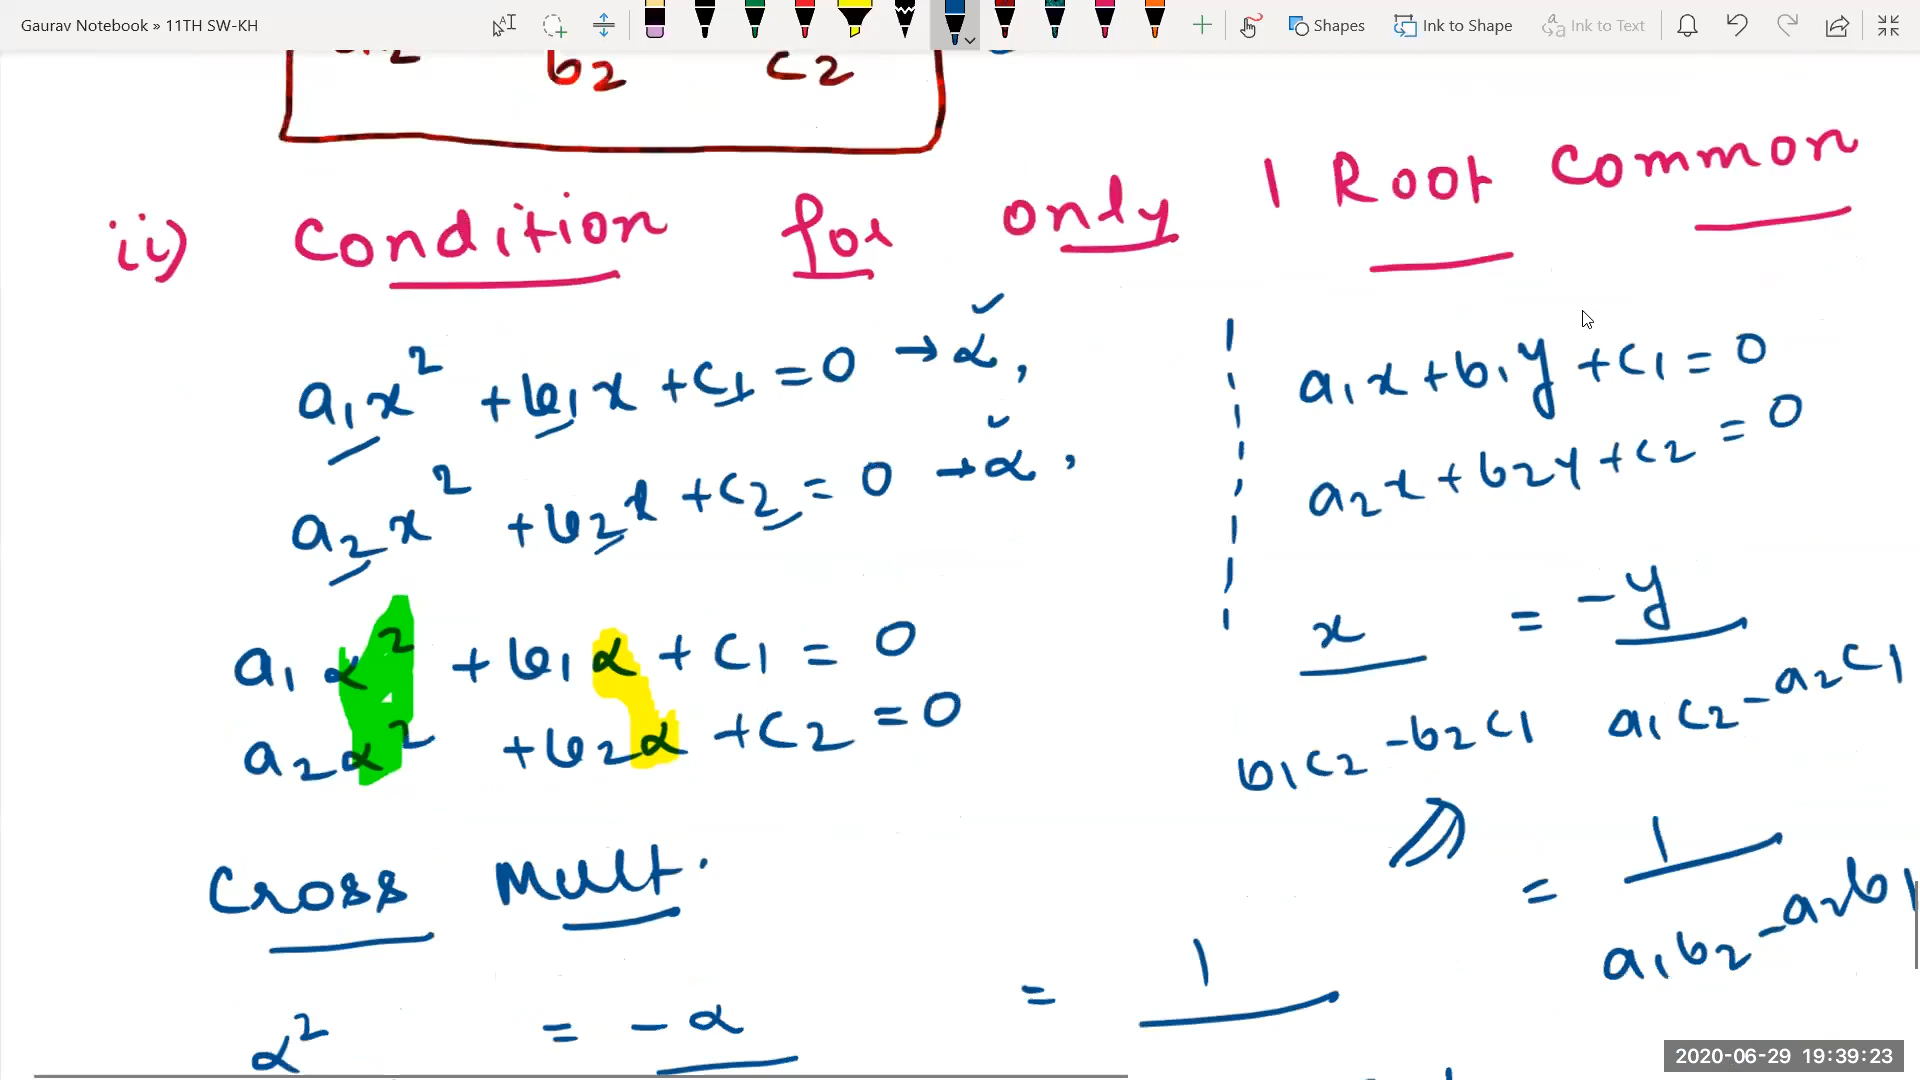 Gaurav Notebook » 11TH SW-KH
Shapes
Ink to Shape
Ink to Text
b2 c2
ii) Condition for only 1 Root Common
a1x² + b1x + c1 = 0 → α,
a2x² + b2x + c2 = 0 → α,
a1α² + b1α + c1 = 0
a2α² + b2α + c2 = 0
Cross Mult.
α² = -α = 1
a1x + b1y + c1 = 0
a2x + b2y + c2 = 0
x = -y
b1c2 - b2c1 a1c2 - a2c1
= 1
a1b2 - a2b1
2020-06-29 19:39:23